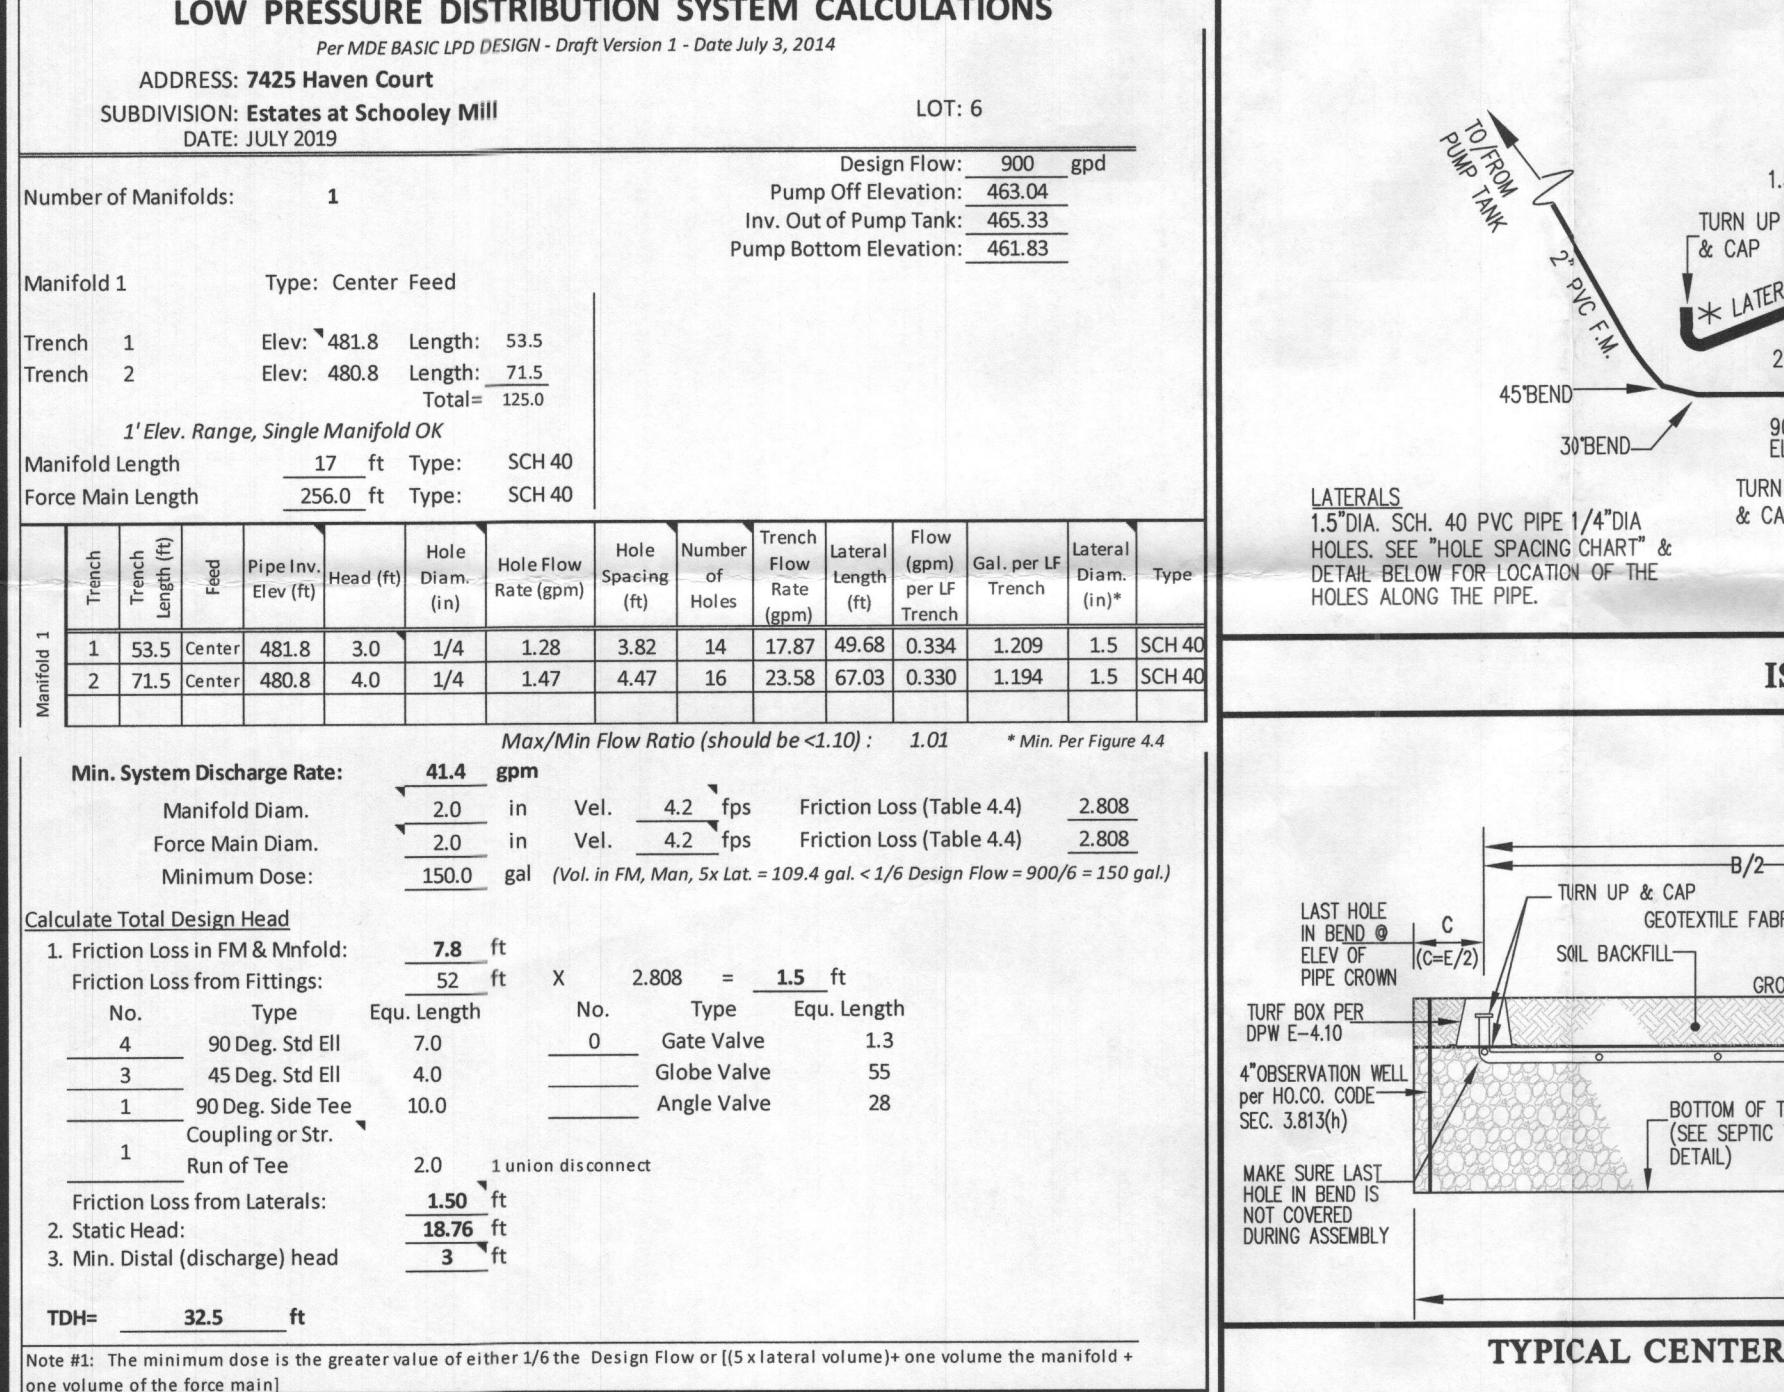 LOW PRESSURE DISTRIBUTION SYSTEM CALCULATIONS
Per MDE BASIC LPD DESIGN - Draft Version 1 - Date July 3, 2014
ADDRESS: 7425 Haven Court
SUBDIVISION: Estates at Schooley Mill LOT: 6
DATE: JULY 2019
Design Flow: 900 gpd
Number of Manifolds: 1
Pump Off Elevation: 463.04
Inv. Out of Pump Tank: 465.33
Pump Bottom Elevation: 461.83
Manifold 1 Type: Center Feed
Trench 1 Elev: 481.8 Length: 53.5
Trench 2 Elev: 480.8 Length: 71.5
Total= 125.0
1' Elev. Range, Single Manifold OK
Manifold Length 17 ft Type: SCH 40
Force Main Length 256.0 ft Type: SCH 40
Manifold 1
Trench | Trench Length (ft) | Feed | Pipe Inv. Elev (ft) | Head (ft) | Hole Diam. (in) | Hole Flow Rate (gpm) | Hole Spacing (ft) | Number of Holes | Trench Flow Rate (gpm) | Lateral Length (ft) | Flow (gpm) per LF Trench | Gal. per LF Trench | Lateral Diam. (in)* | Type
1 | 53.5 | Center | 481.8 | 3.0 | 1/4 | 1.28 | 3.82 | 14 | 17.87 | 49.68 | 0.334 | 1.209 | 1.5 | SCH 40
2 | 71.5 | Center | 480.8 | 4.0 | 1/4 | 1.47 | 4.47 | 16 | 23.58 | 67.03 | 0.330 | 1.194 | 1.5 | SCH 40
Max/Min Flow Ratio (should be <1.10) : 1.01 * Min. Per Figure 4.4
Min. System Discharge Rate: 41.4 gpm
Manifold Diam. 2.0 in Vel. 4.2 fps Friction Loss (Table 4.4) 2.808
Force Main Diam. 2.0 in Vel. 4.2 fps Friction Loss (Table 4.4) 2.808
Minimum Dose: 150.0 gal (Vol. in FM, Man, 5x Lat. = 109.4 gal. < 1/6 Design Flow = 900/6 = 150 gal.)
Calculate Total Design Head
1. Friction Loss in FM & Mnfold: 7.8 ft
Friction Loss from Fittings: 52 ft X 2.808 = 1.5 ft
No. Type Equ. Length No. Type Equ. Length
4 90 Deg. Std Ell 7.0 0 Gate Valve 1.3
3 45 Deg. Std Ell 4.0 Globe Valve 55
1 90 Deg. Side Tee 10.0 Angle Valve 28
Coupling or Str.
1
Run of Tee 2.0 1 union disconnect
Friction Loss from Laterals: 1.50 ft
2. Static Head: 18.76 ft
3. Min. Distal (discharge) head 3 ft
TDH= 32.5 ft
Note #1: The minimum dose is the greater value of either 1/6 the Design Flow or [(5 x lateral volume)+ one volume the manifold +
one volume of the force main]
TO/FROM
PUMP TANK
2" PVC F.M.
1.
TURN UP
& CAP
* LATER
2
45°BEND
30°BEND
90
EL
TURN
& CA
LATERALS
1.5"DIA. SCH. 40 PVC PIPE 1/4"DIA
HOLES. SEE "HOLE SPACING CHART" &
DETAIL BELOW FOR LOCATION OF THE
HOLES ALONG THE PIPE.
IS
B/2
TURN UP & CAP
GEOTEXTILE FABR
SOIL BACKFILL
GRO
LAST HOLE
IN BEND @
ELEV OF
PIPE CROWN
C
(C=E/2)
TURF BOX PER
DPW E-4.10
4"OBSERVATION WELL
per HO.CO. CODE
SEC. 3.813(h)
BOTTOM OF T
(SEE SEPTIC
DETAIL)
MAKE SURE LAST
HOLE IN BEND IS
NOT COVERED
DURING ASSEMBLY
TYPICAL CENTER